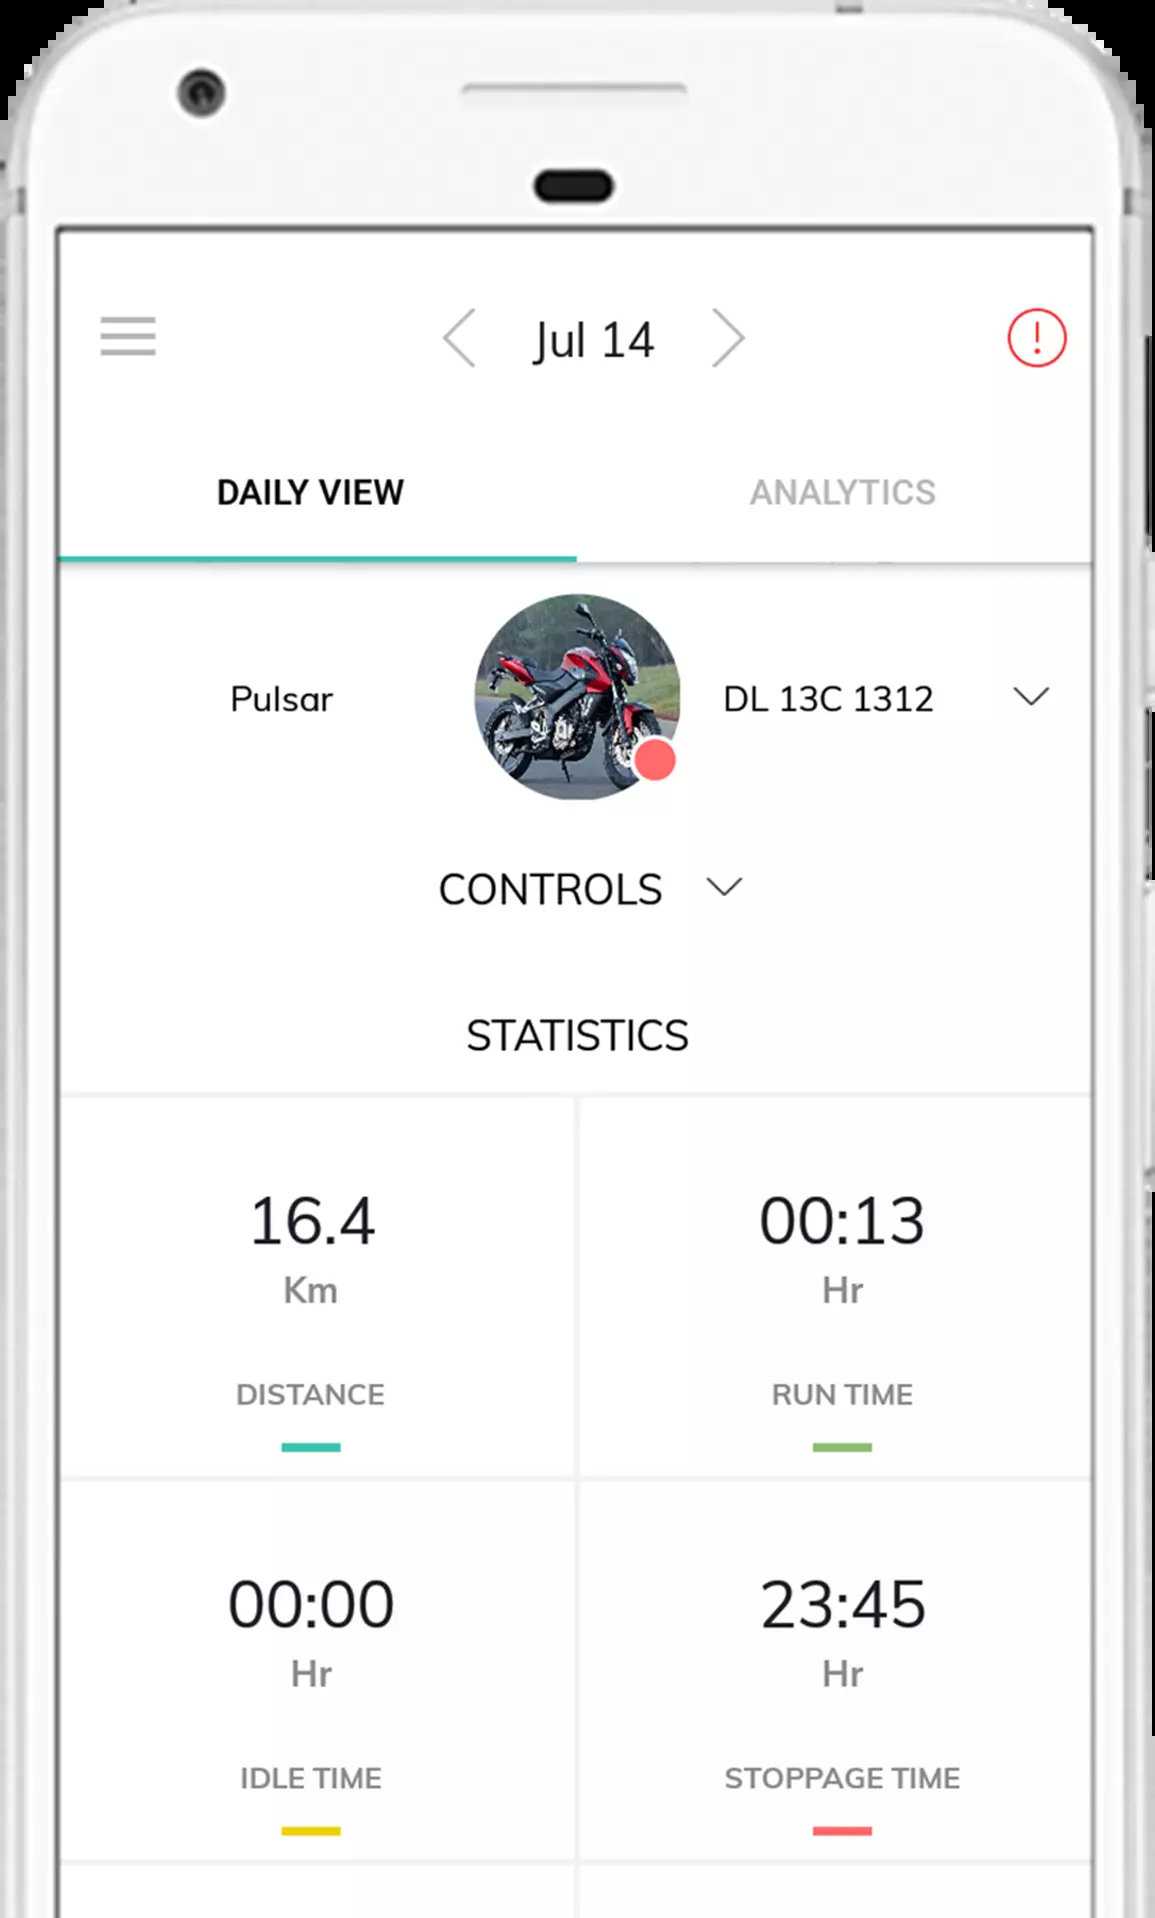 Jul 14
DAILY VIEW
ANALYTICS
Pulsar
DL 13C 1312
CONTROLS
STATISTICS
16.4
Km
DISTANCE
00:13
Hr
RUN TIME
00:00
Hr
IDLE TIME
23:45
Hr
STOPPAGE TIME